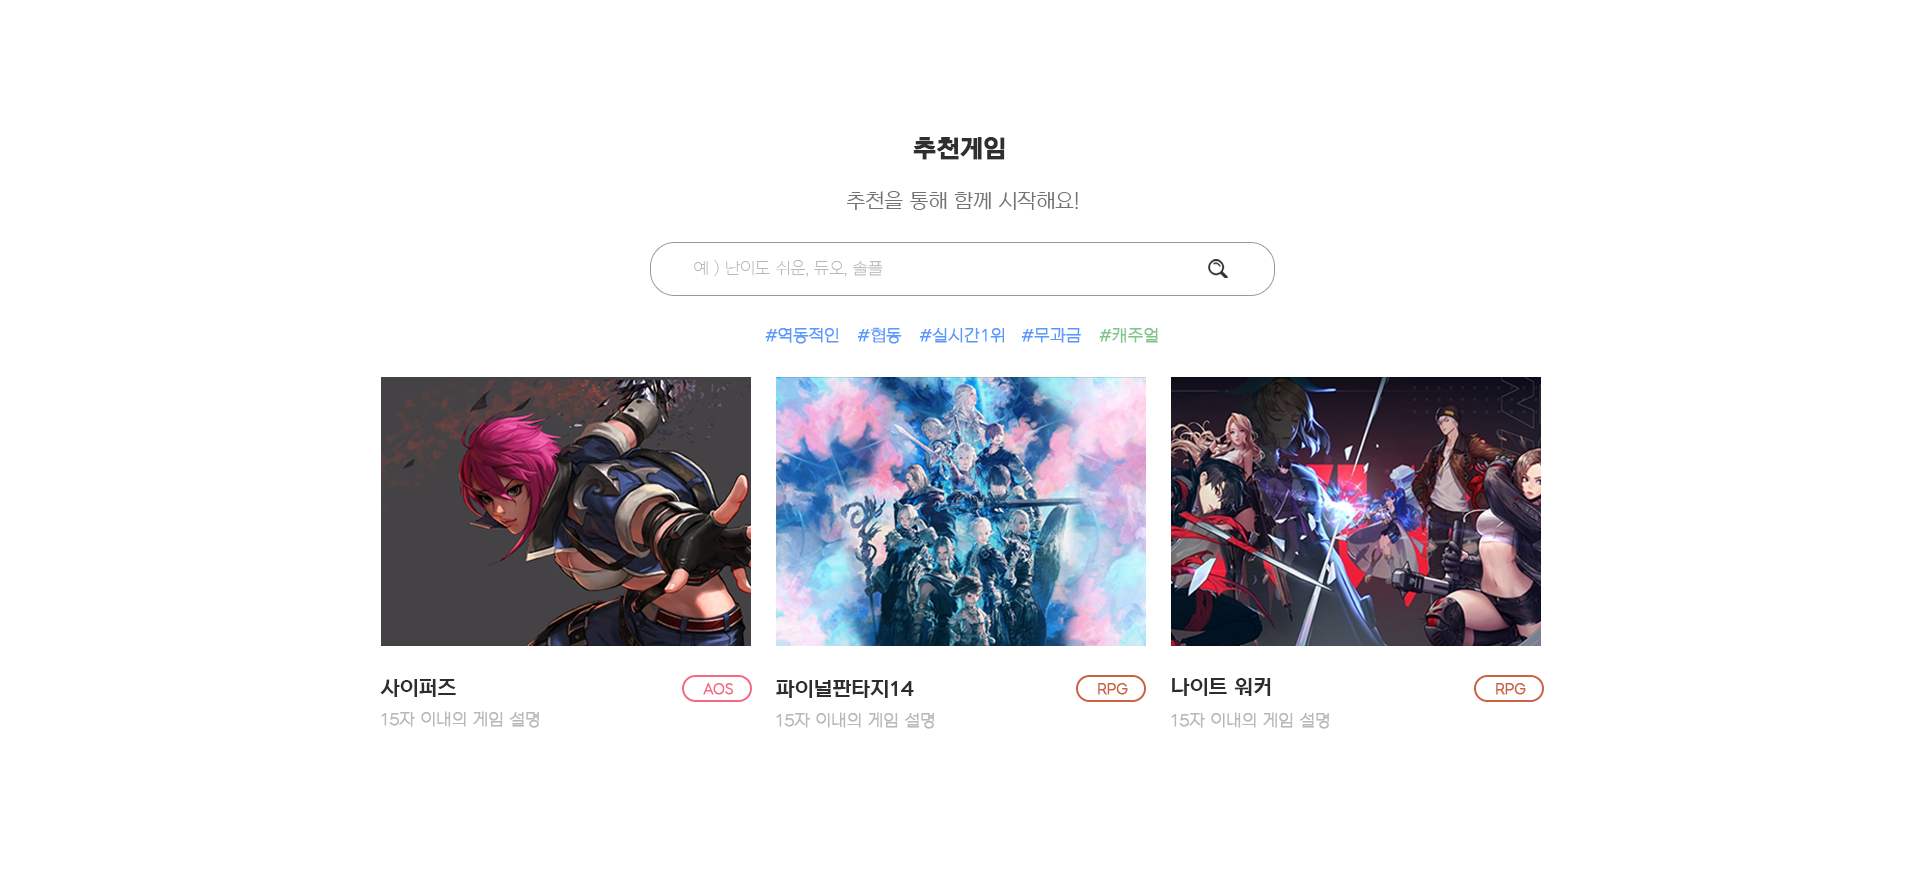 추천게임
추천을 통해 함께 시작해요!
예 ) 난이도 쉬운, 듀오, 솔플
#역동적인 #협동 #실시간1위 #무과금 #캐주얼
사이퍼즈 AOS
15자 이내의 게임 설명
파이널판타지14 RPG
15자 이내의 게임 설명
나이트 워커 RPG
15자 이내의 게임 설명